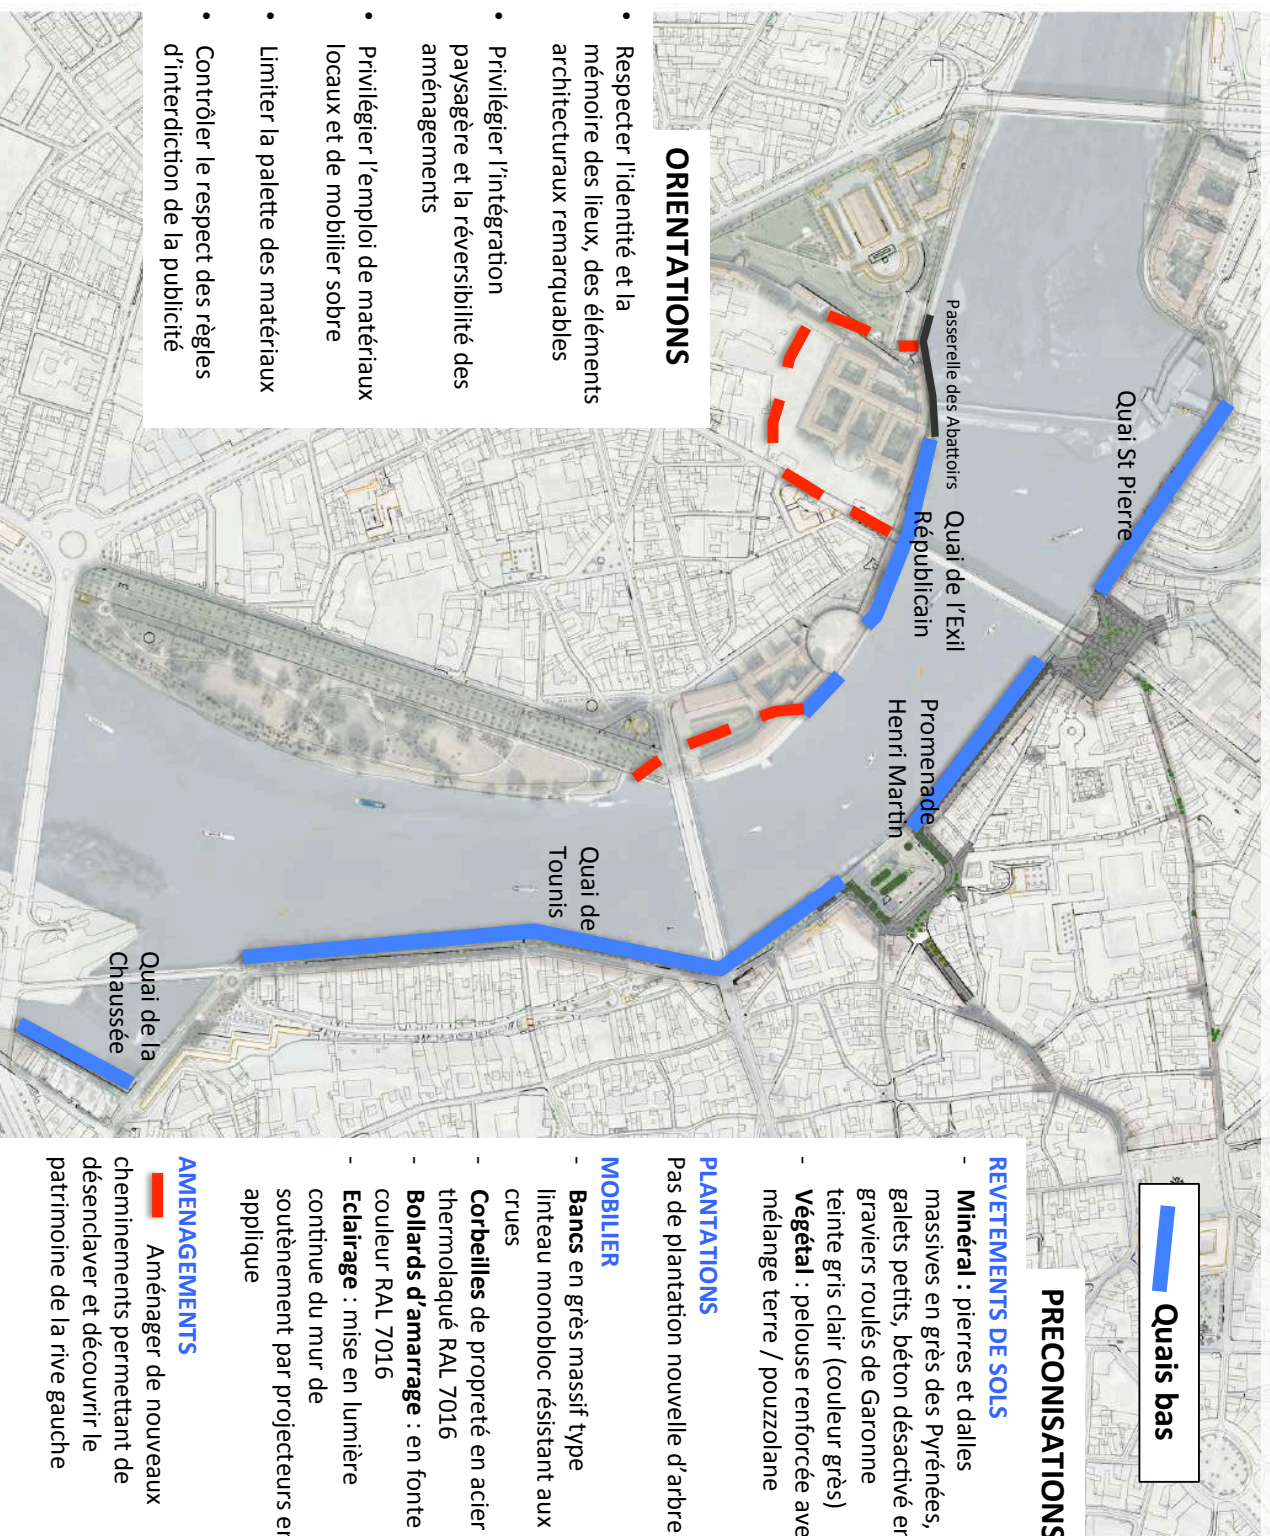 Quais bas
PRECONISATIONS
REVETEMENTS DE SOLS
- Minéral : pierres et dalles
massives en grès des Pyrénées,
galets petits, béton désactivé en
graviers roulés de Garonne
teinte gris clair (couleur grès)
- Végétal : pelouse renforcée ave
mélange terre / pouzzolane
PLANTATIONS
Pas de plantation nouvelle d'arbre
MOBILIER
- Bancs en grès massif type
linteau monobloc résistant aux
crues
- Corbeilles de propreté en acier
thermolaqué RAL 7016
- Bollards d'amarrage : en fonte
couleur RAL 7016
- Eclairage : mise en lumière
continue du mur de
soutènement par projecteurs en
applique
AMENAGEMENTS
Aménager de nouveaux
cheminements permettant de
désenclaver et découvrir le
patrimoine de la rive gauche
Quai St Pierre
Passerelle des Abattoirs
Quai de l'Exil
Républicain
Promenade
Henri Martin
Quai de
Tounis
Quai de la
Chaussée
ORIENTATIONS
• Respecter l'identité et la
mémoire des lieux, des éléments
architecturaux remarquables
• Privilégier l'intégration
paysagère et la réversibilité des
aménagements
• Privilégier l'emploi de matériaux
locaux et de mobilier sobre
• Limiter la palette des matériaux
• Contrôler le respect des règles
d'interdiction de la publicité